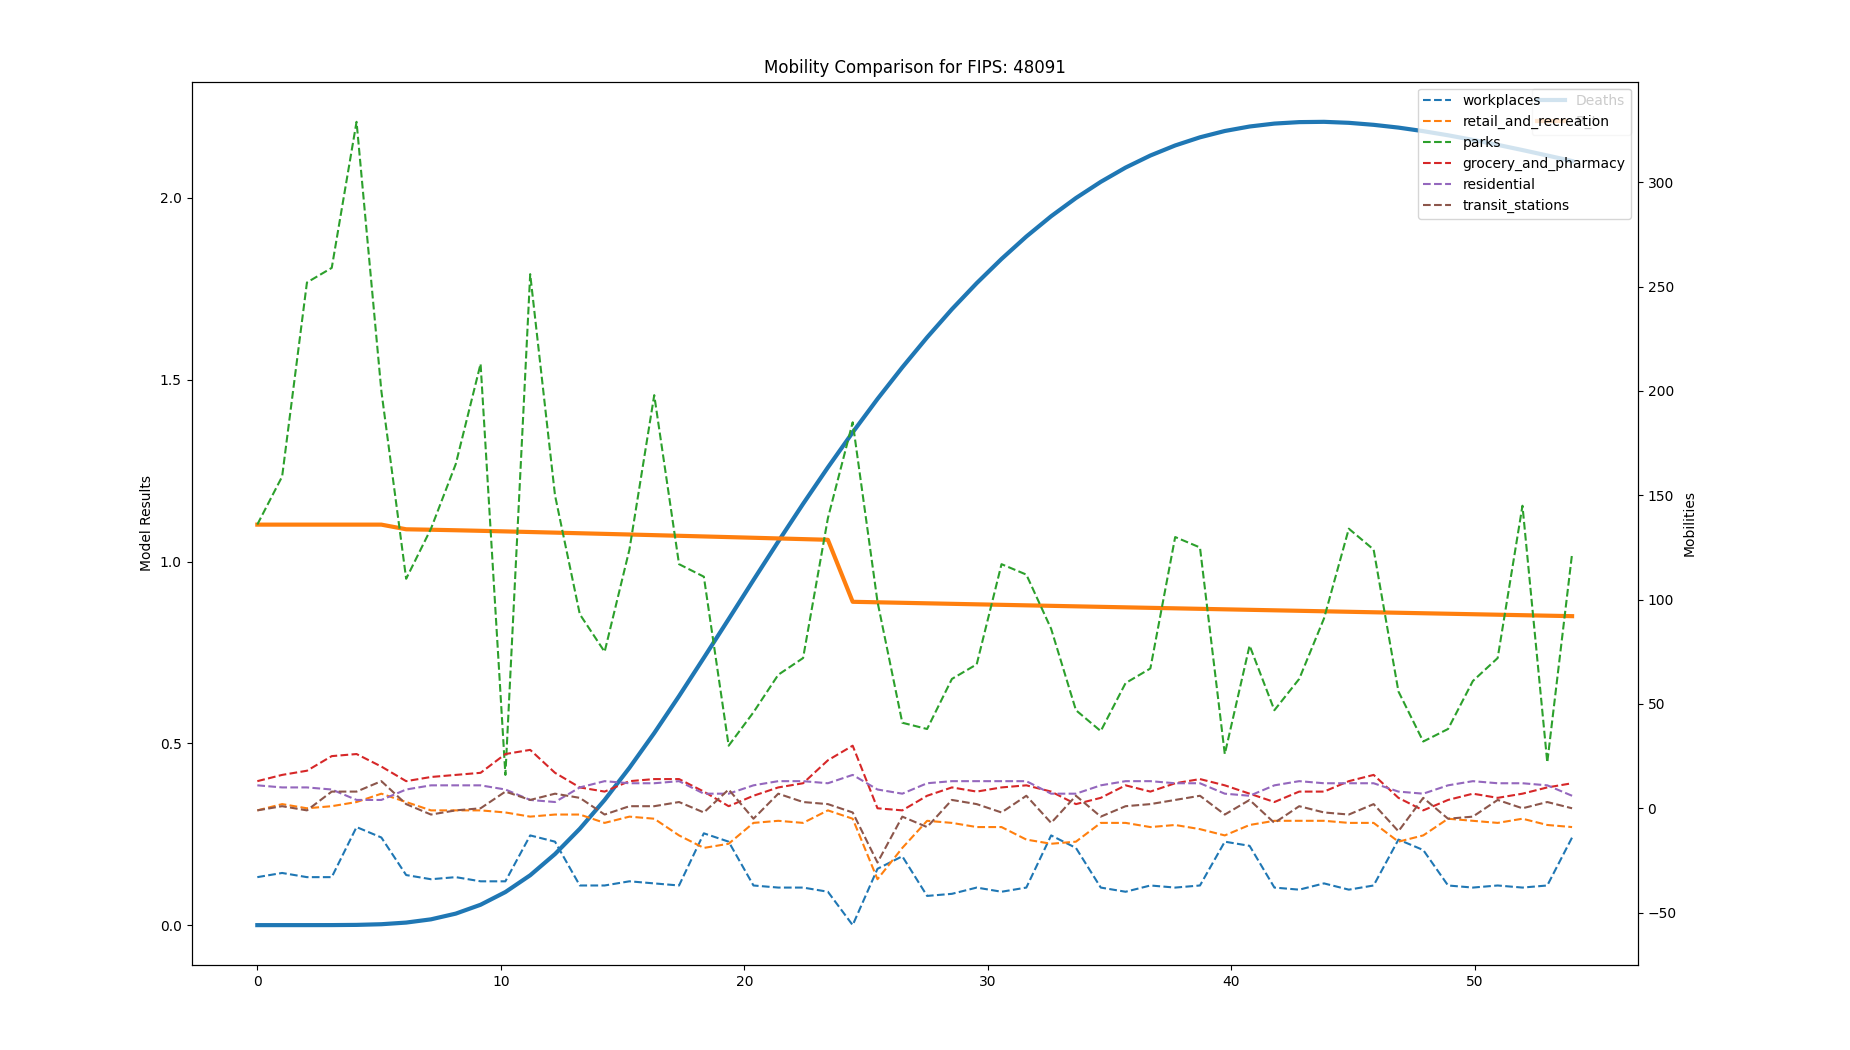 Mobility Comparison for FIPS: 48091
workplaces
retail_and_recreation
parks
grocery_and_pharmacy
residential
transit_stations
Deaths
Model Results
Mobilities
2.0
1.5
1.0
0.5
0.0
300
250
200
150
100
50
0
−50
0 10 20 30 40 50